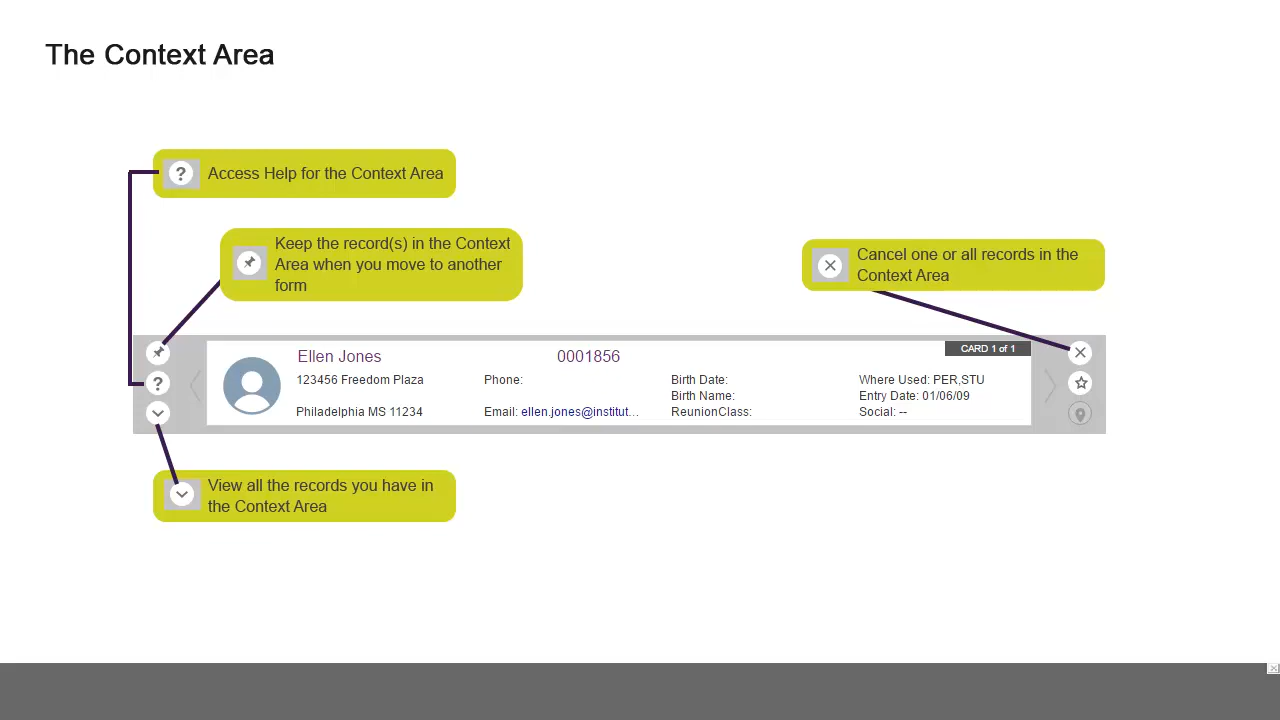 The Context Area
? Access Help for the Context Area
Keep the record(s) in the Context
Area when you move to another
form
Cancel one or all records in the
Context Area
CARD 1 of 1
Ellen Jones 0001856
? 123456 Freedom Plaza Phone: Birth Date: Where Used: PER,STU
Birth Name: Entry Date: 01/06/09
Philadelphia MS 11234 Email: ellen.jones@institut... ReunionClass: Social: --
View all the records you have in
the Context Area